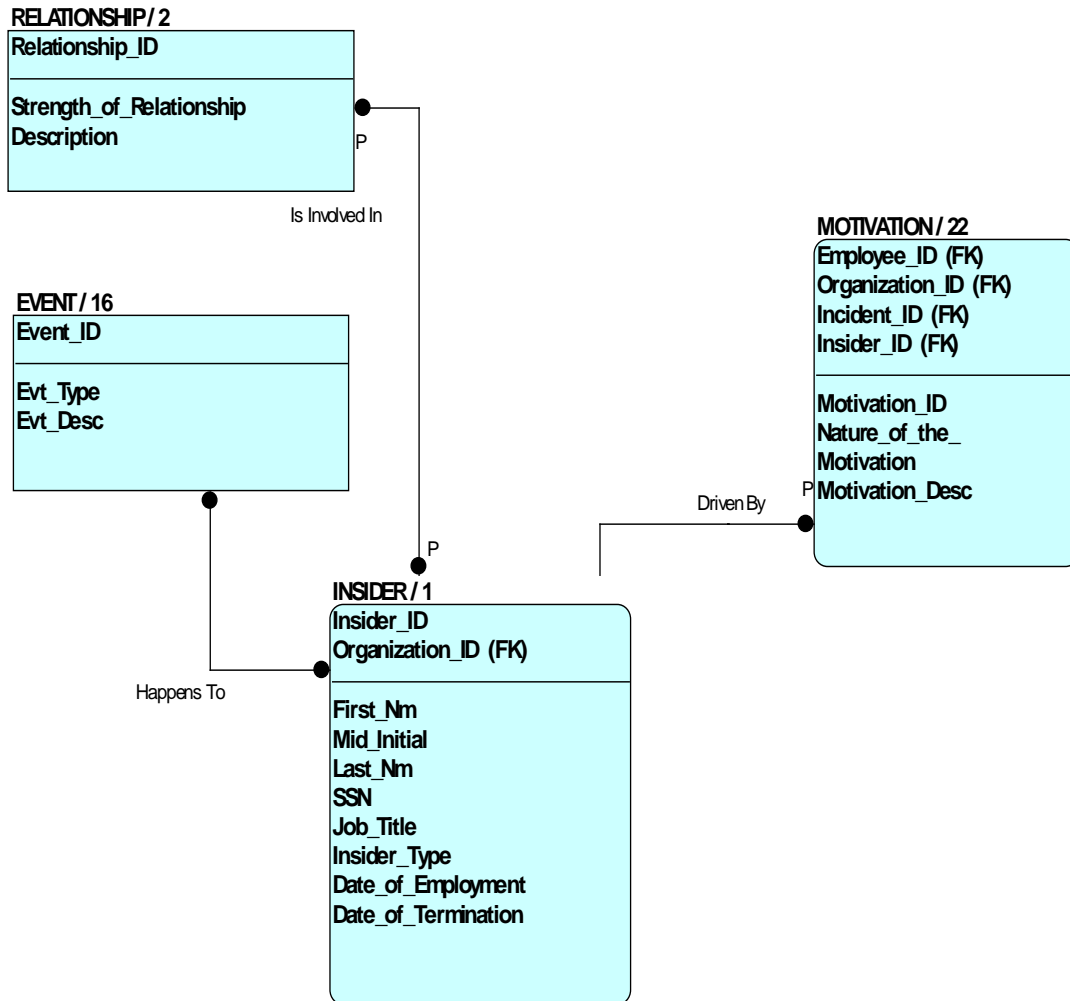 RELATIONSHIP / 2
Relationship_ID
Strength_of_Relationship
Description
P
Is Involved In
MOTIVATION / 22
Employee_ID (FK)
Organization_ID (FK)
Incident_ID (FK)
Insider_ID (FK)
Motivation_ID
Nature_of_the_
Motivation
Motivation_Desc
P
Driven By
EVENT / 16
Event_ID
Evt_Type
Evt_Desc
P
INSIDER / 1
Insider_ID
Organization_ID (FK)
First_Nm
Mid_Initial
Last_Nm
SSN
Job_Title
Insider_Type
Date_of_Employment
Date_of_Termination
Happens To